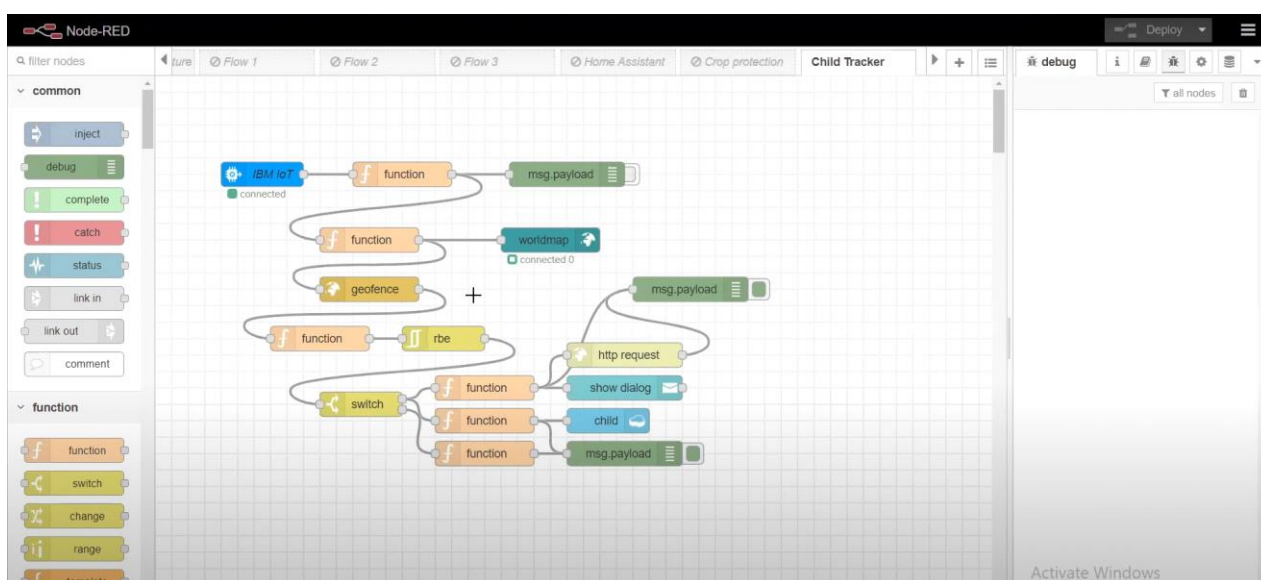 Node-RED
Deploy
filter nodes
ture
Flow 1
Flow 2
Flow 3
Home Assistant
Crop protection
Child Tracker
debug
i
all nodes
common
inject
debug
complete
catch
status
link in
link out
comment
function
function
switch
change
range
template
IBM IoT
connected
function
msg.payload
function
worldmap
connected 0
geofence
msg.payload
function
rbe
http request
function
show dialog
switch
function
child
function
msg.payload
Activate Windows